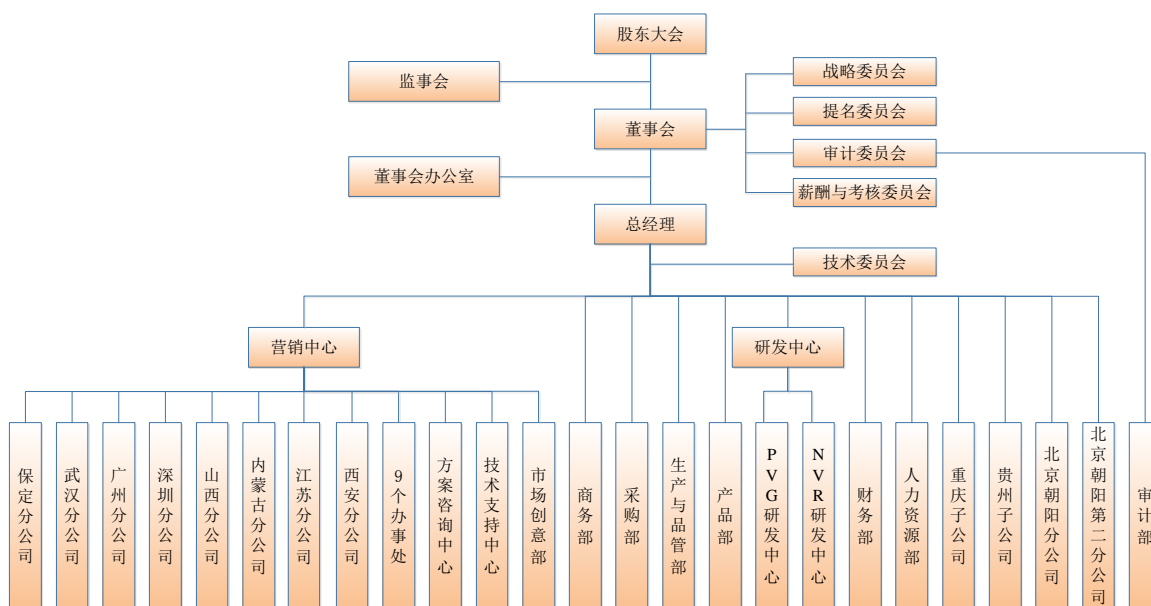 股东大会
监事会
战略委员会
提名委员会
董事会
审计委员会
董事会办公室
薪酬与考核委员会
总经理
技术委员会
营销中心
研发中心
保定分公司
武汉分公司
广州分公司
深圳分公司
山西分公司
内蒙古分公司
江苏分公司
西安分公司
9个办事处
方案咨询中心
技术支持中心
市场创意部
商务部
采购部
生产与品管部
产品部
PVG研发中心
NVR研发中心
财务部
人力资源部
重庆子公司
贵州子公司
北京朝阳分公司
北京朝阳第二分公司
审计部